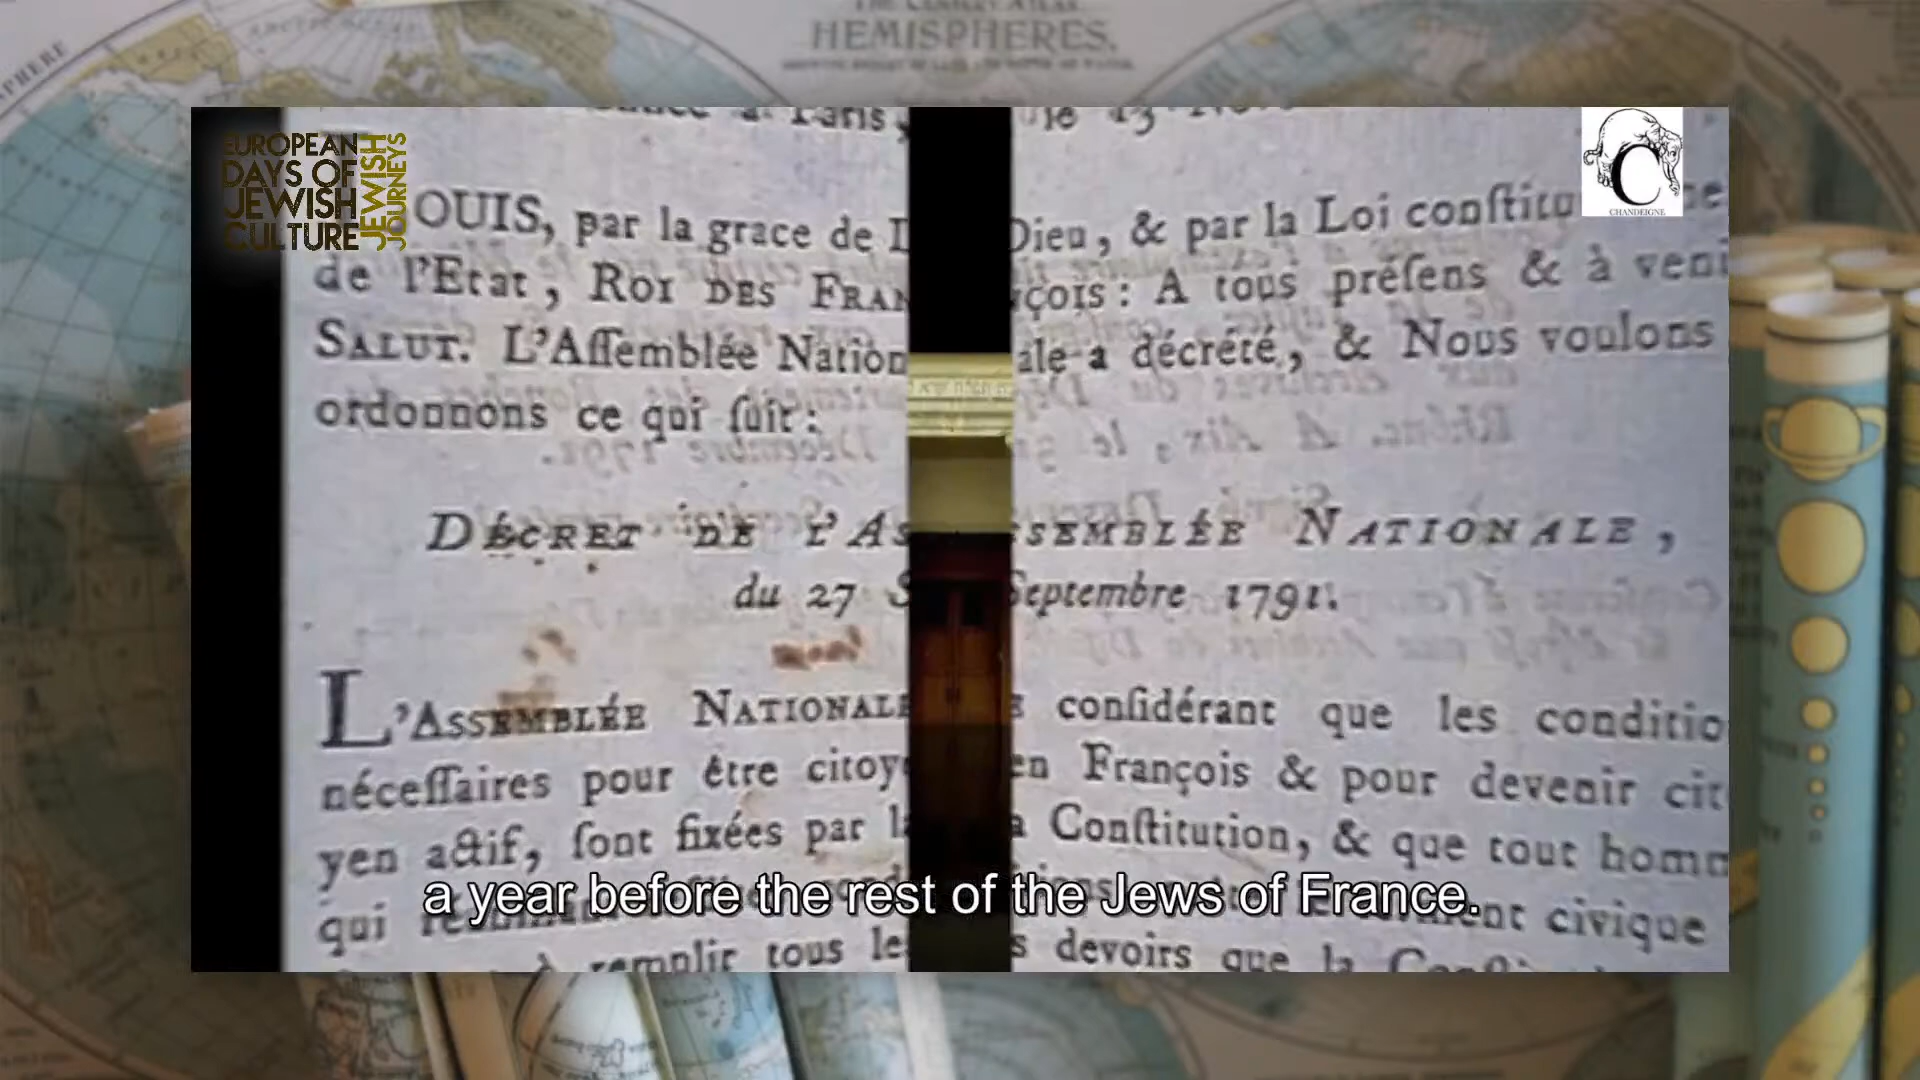 HEMISPHERES.
EUROPEAN
DAYS OF
JEWISH
CULTURE
JEWISH
JOURNEYS
C
CHANDEIGNE
à Paris, le 13
OUIS, par la grace de Dieu, & par la Loi conſtitu
de l'Etat, ROI DES FRANÇOIS: A tous préſens & à veni
SALUT. L'Aſſemblée Nationale a décrété, & Nous voulons
ordonnons ce qui ſuit:
DÉCRET DE L'ASSEMBLÉE NATIONALE,
du 27 Septembre 1791.
L'ASSEMBLÉE NATIONALE conſidérant que les conditio
néceſſaires pour être citoyen François & pour devenir cit
yen actif, ſont fixées par la Conſtitution, & que tout homm
qui civique
remplir tous les devoirs que la
a year before the rest of the Jews of France.